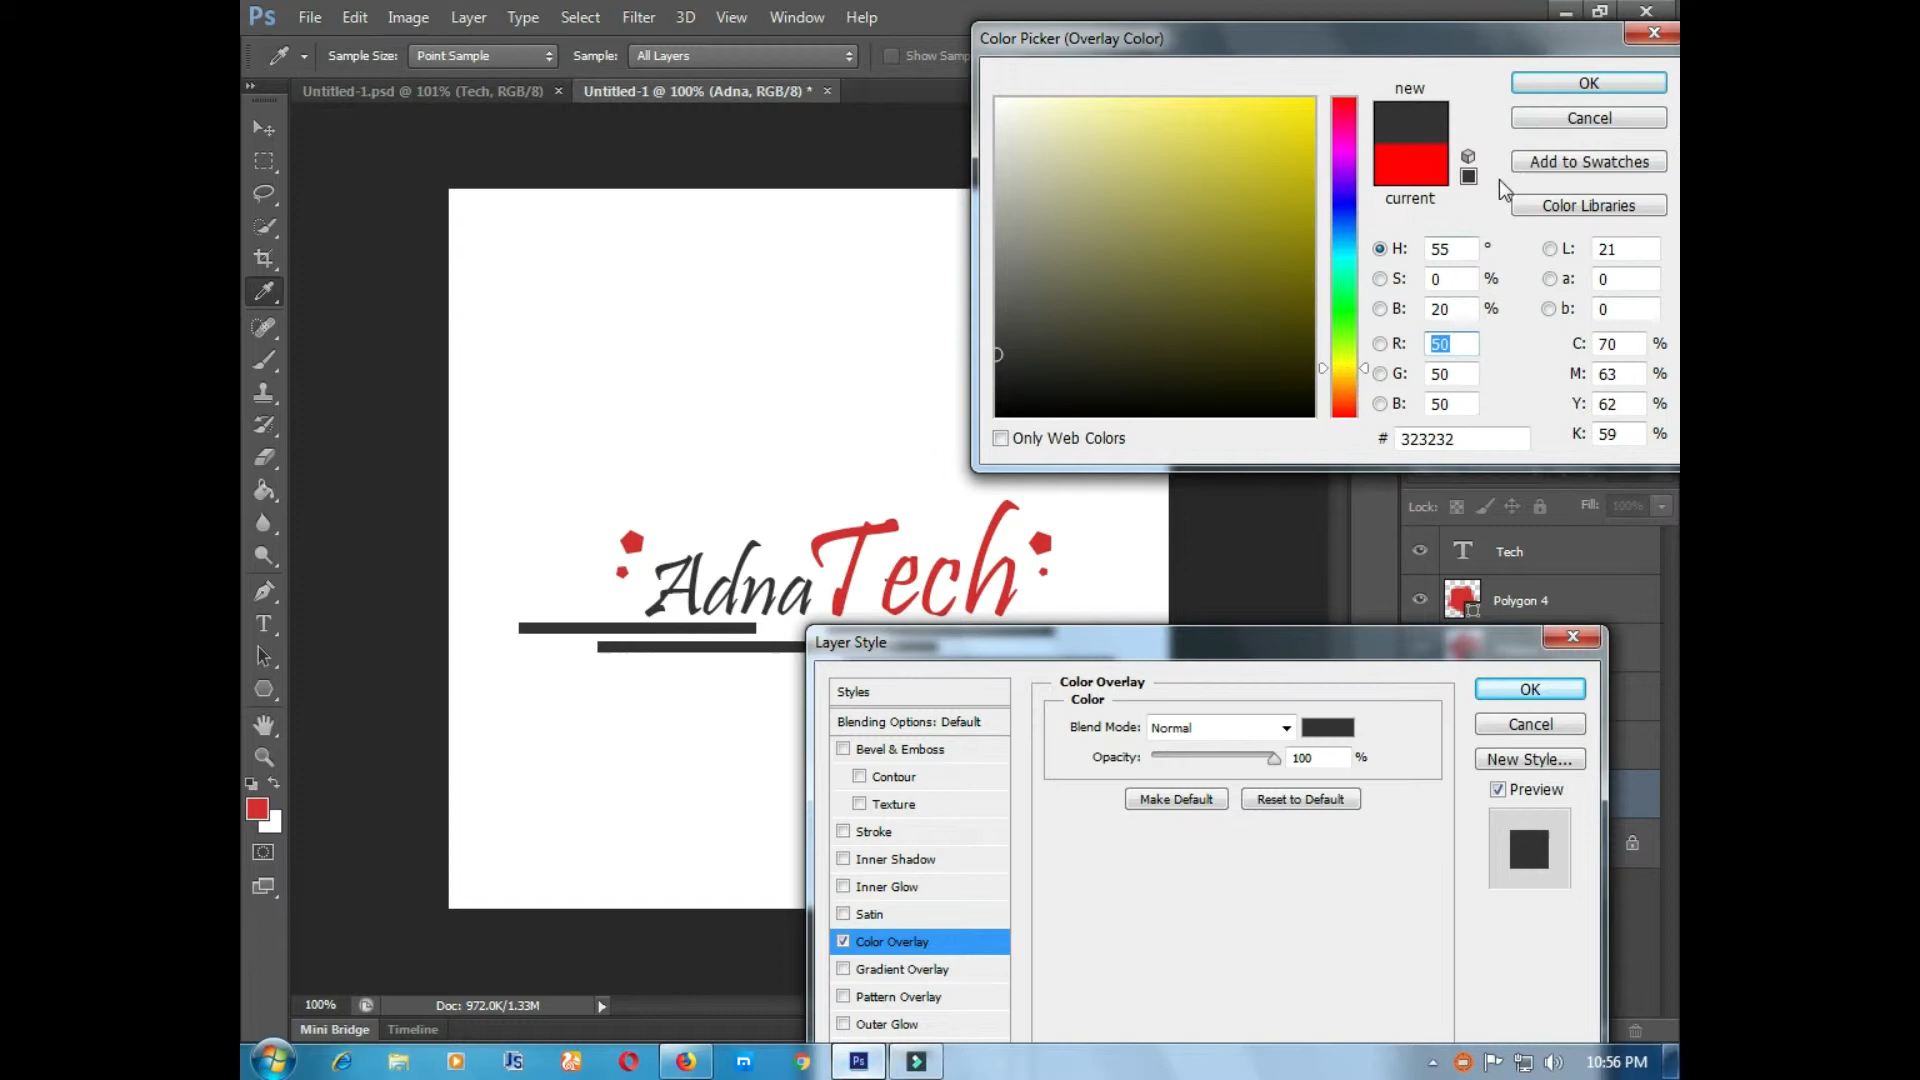 Ps File Edit Image Layer Type Select Filter 3D View Window Help
Color Picker (Overlay Color)
Sample Size: Point Sample Sample: All Layers Show Samp
Untitled-1.psd @ 101% (Tech, RGB/8) × Untitled-1 @ 100% (Adna, RGB/8) * ×
new
OK
Cancel
Add to Swatches
current
Color Libraries
H: 55 ° L: 21
S: 0 % a: 0
B: 20 % b: 0
R: 50 C: 70 %
G: 50 M: 63 %
B: 50 Y: 62 %
Only Web Colors # 323232 K: 59 %
Lock: Fill: 100%
AdnaTech
T Tech
Polygon 4
Layer Style
Styles
Blending Options: Default
Bevel & Emboss
Contour
Texture
Stroke
Inner Shadow
Inner Glow
Satin
Color Overlay
Gradient Overlay
Pattern Overlay
Outer Glow
Color Overlay
Color
Blend Mode: Normal
Opacity: 100 %
Make Default Reset to Default
OK
Cancel
New Style...
Preview
100% Doc: 972.0K/1.33M
Mini Bridge Timeline
JS m Ps 10:56 PM